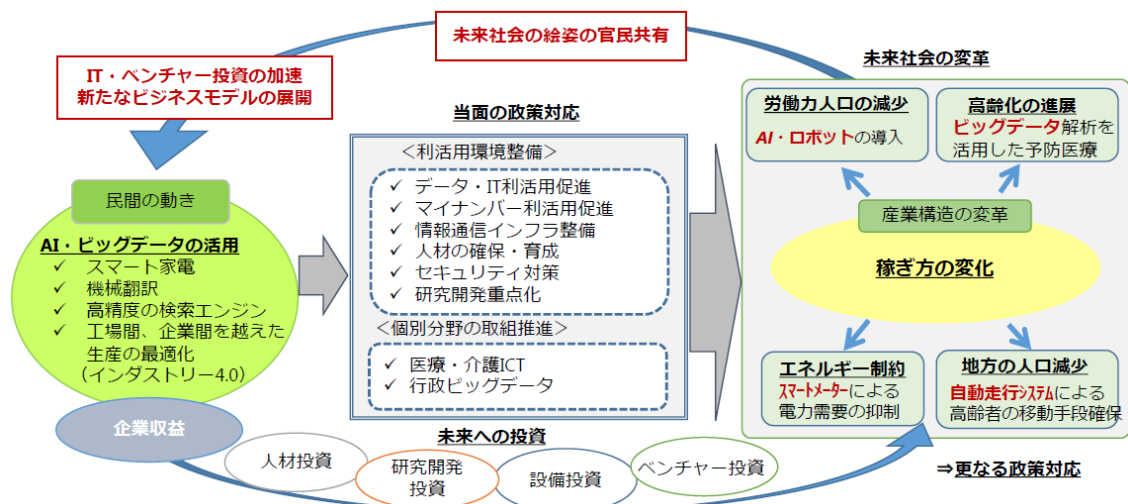 未来社会の絵姿の官民共有
IT・ベンチャー投資の加速
新たなビジネスモデルの展開
民間の動き
AI・ビッグデータの活用
✓ スマート家電
✓ 機械翻訳
✓ 高精度の検索エンジン
✓ 工場間、企業間を越えた
生産の最適化
（インダストリー4.0）
企業収益
当面の政策対応
＜利活用環境整備＞
✓ データ・IT利活用促進
✓ マイナンバー利活用促進
✓ 情報通信インフラ整備
✓ 人材の確保・育成
✓ セキュリティ対策
✓ 研究開発重点化
＜個別分野の取組推進＞
✓ 医療・介護ICT
✓ 行政ビッグデータ
未来への投資
人材投資
研究開発
投資
設備投資
ベンチャー投資
未来社会の変革
労働力人口の減少
AI・ロボットの導入
高齢化の進展
ビッグデータ解析を
活用した予防医療
産業構造の変革
稼ぎ方の変化
エネルギー制約
スマートメーターによる
電力需要の抑制
地方の人口減少
自動走行システムによる
高齢者の移動手段確保
⇒更なる政策対応